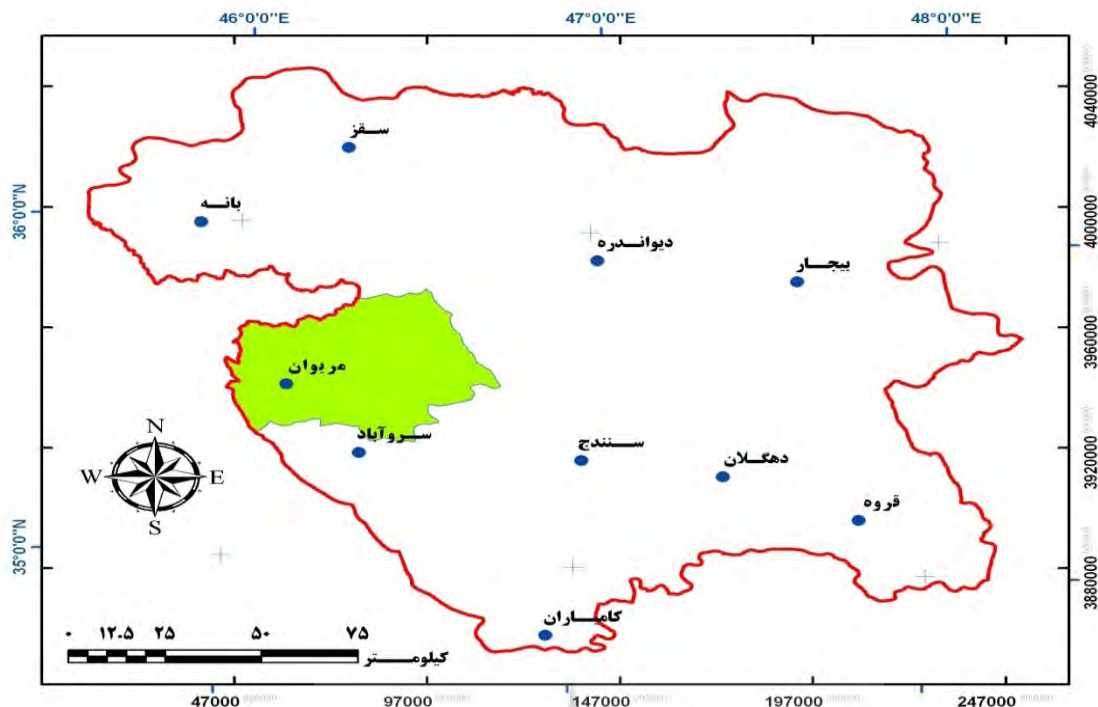 46°0'0"E 47°0'0"E 48°0'0"E
سقز
بانه
دیواندره
بیجار
مریوان
سروآباد
سنندج
دهگلان
قروه
کامیاران
N
W E
S
۰ ۱۲.۵ ۲۵ ۵۰ ۷۵
کیلومتر
36°0'0"N
35°0'0"N
4040000
4000000
3960000
3920000
3880000
47000 97000 147000 197000 247000